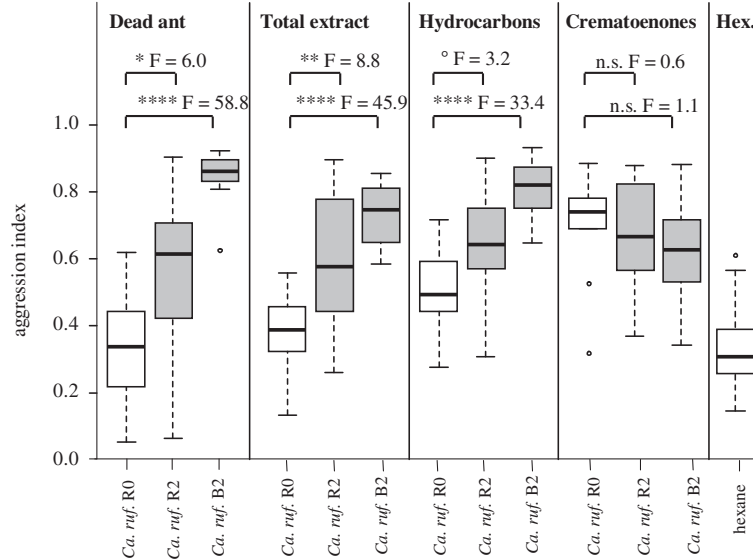 Dead ant
Total extract
Hydrocarbons
Crematoenones
Hex.
* F = 6.0
** F = 8.8
° F = 3.2
n.s. F = 0.6
**** F = 58.8
**** F = 45.9
**** F = 33.4
n.s. F = 1.1
aggression index
1.0
0.8
0.6
0.4
0.2
0.0
Ca. ruf. R0
Ca. ruf. R2
Ca. ruf. B2
Ca. ruf. R0
Ca. ruf. R2
Ca. ruf. B2
Ca. ruf. R0
Ca. ruf. R2
Ca. ruf. B2
Ca. ruf. R0
Ca. ruf. R2
Ca. ruf. B2
hexane